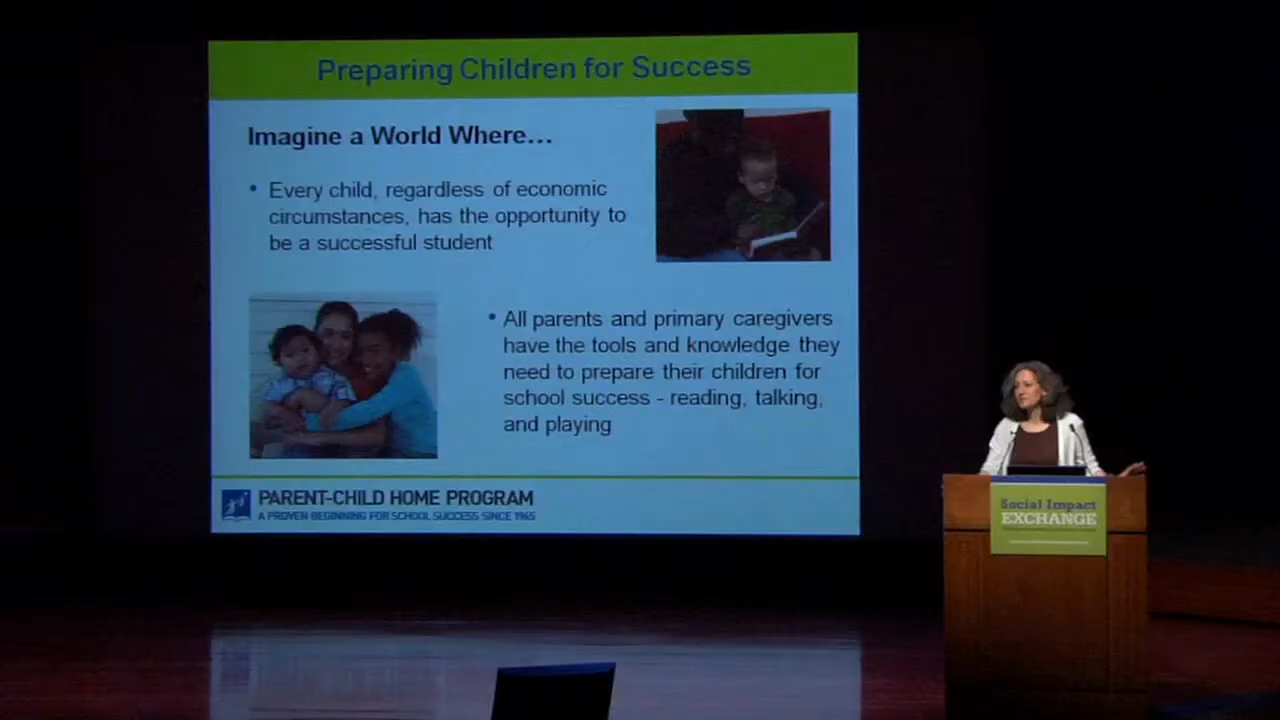 Preparing Children for Success
Imagine a World Where...
• Every child, regardless of economic
circumstances, has the opportunity to
be a successful student
• All parents and primary caregivers
have the tools and knowledge they
need to prepare their children for
school success - reading, talking,
and playing
PARENT-CHILD HOME PROGRAM
A PROVEN BEGINNING FOR SCHOOL SUCCESS SINCE 1965
Social Impact
EXCHANGE